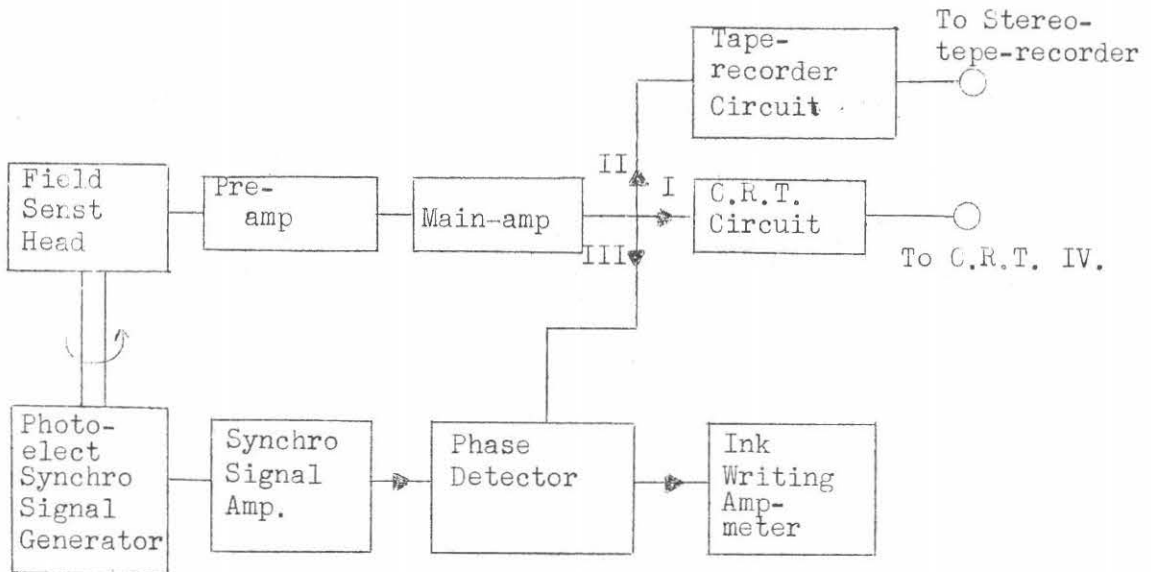 Tape-
recorder
Circuit
To Stereo-
tepe-recorder
Field
Senst
Head
Pre-
amp
Main-amp
II
I
III
C.R.T.
Circuit
To C.R.T. IV.
Photo-
elect
Synchro
Signal
Generator
Synchro
Signal
Amp.
Phase
Detector
Ink
Writing
Amp-
meter